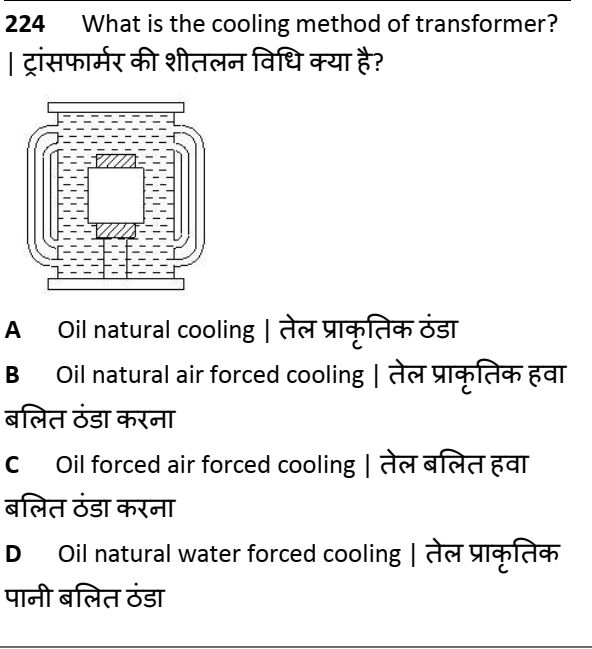 224 What is the cooling method of transformer?
| ट्रांसफार्मर की शीतलन विधि क्या है?
A Oil natural cooling | तेल प्राकृतिक ठंडा
B Oil natural air forced cooling | तेल प्राकृतिक हवा
बलित ठंडा करना
C Oil forced air forced cooling | तेल बलित हवा
बलित ठंडा करना
D Oil natural water forced cooling | तेल प्राकृतिक
पानी बलित ठंडा